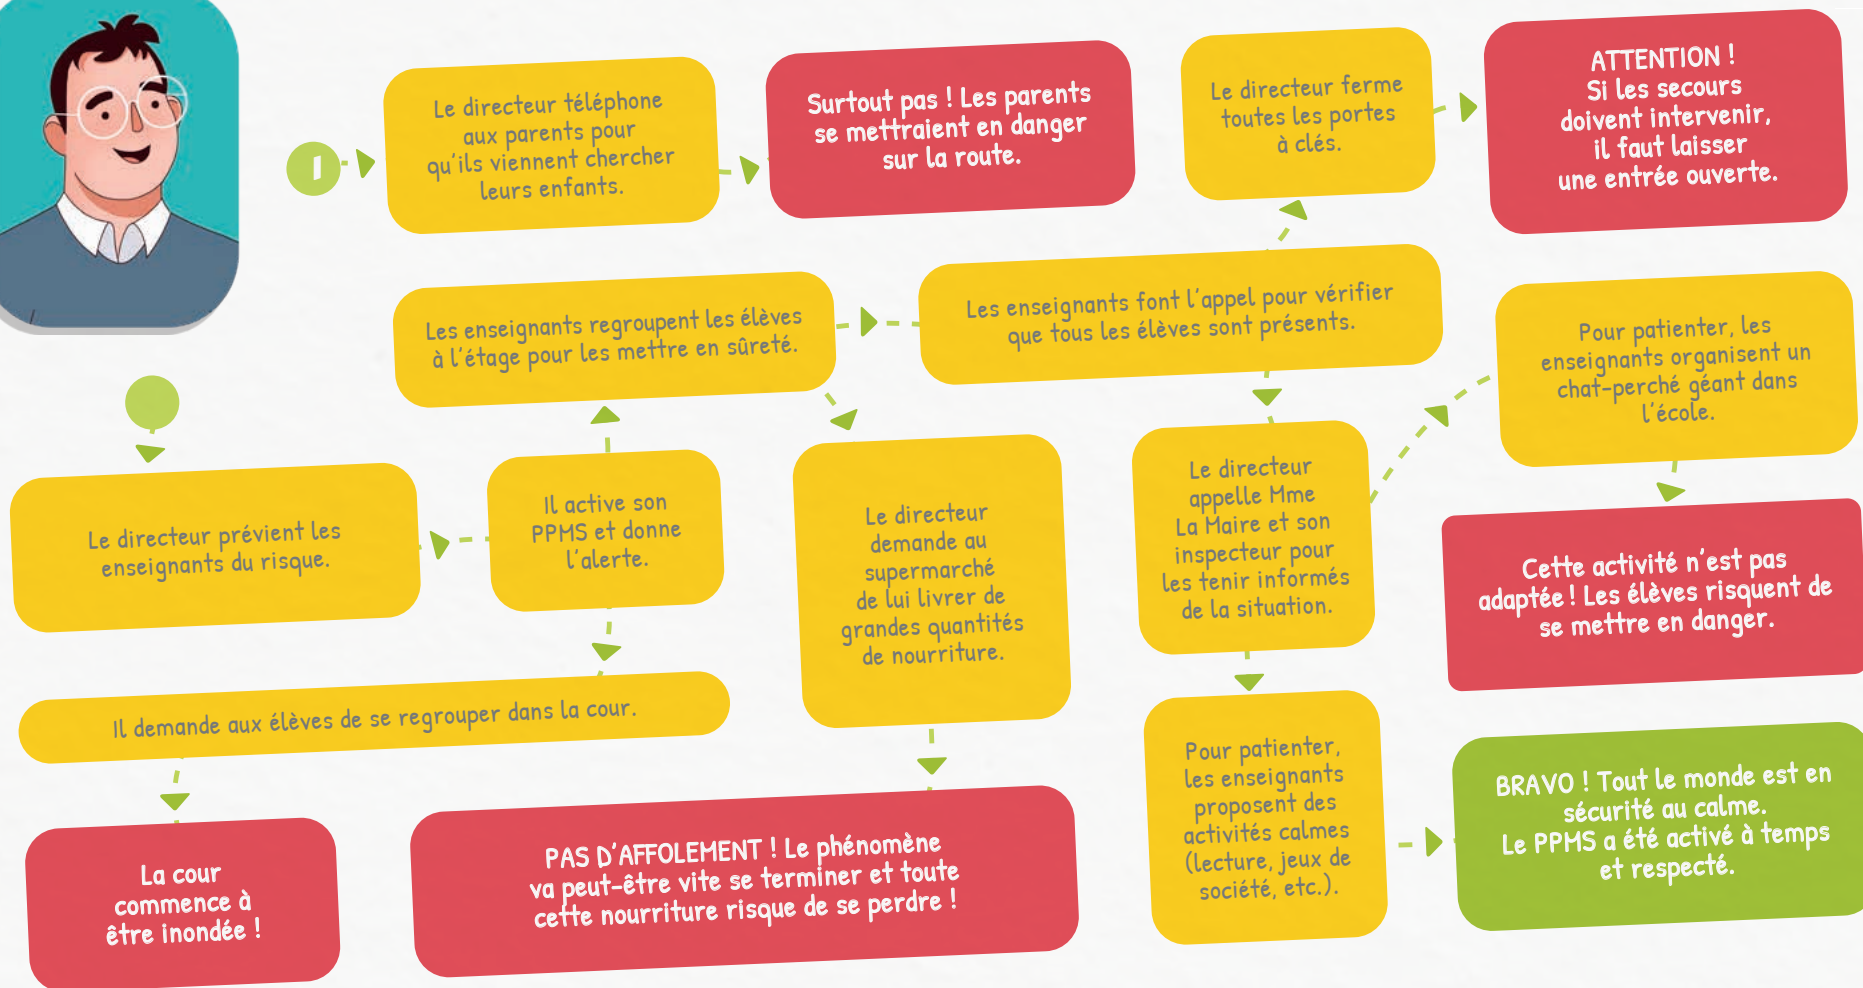 1
Le directeur téléphone
aux parents pour
qu'ils viennent chercher
leurs enfants.
Surtout pas ! Les parents
se mettraient en danger
sur la route.
Le directeur ferme
toutes les portes
à clés.
ATTENTION !
Si les secours
doivent intervenir,
il faut laisser
une entrée ouverte.
Les enseignants regroupent les élèves
à l'étage pour les mettre en sûreté.
Les enseignants font l'appel pour vérifier
que tous les élèves sont présents.
Pour patienter, les
enseignants organisent un
chat-perché géant dans
l'école.
Le directeur prévient les
enseignants du risque.
Il active son
PPMS et donne
l'alerte.
Le directeur
demande au
supermarché
de lui livrer de
grandes quantités
de nourriture.
Le directeur
appelle Mme
La Maire et son
inspecteur pour
les tenir informés
de la situation.
Cette activité n'est pas
adaptée ! Les élèves risquent de
se mettre en danger.
Il demande aux élèves de se regrouper dans la cour.
La cour
commence à
être inondée !
PAS D'AFFOLEMENT ! Le phénomène
va peut-être vite se terminer et toute
cette nourriture risque de se perdre !
Pour patienter,
les enseignants
proposent des
activités calmes
(lecture, jeux de
société, etc.).
BRAVO ! Tout le monde est en
sécurité au calme.
Le PPMS a été activé à temps
et respecté.